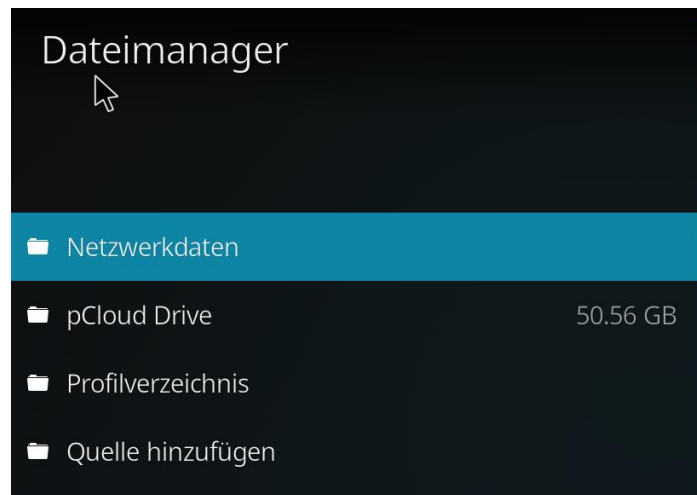 Dateimanager
Netzwerkdaten
pCloud Drive 50.56 GB
Profilverzeichnis
Quelle hinzufügen